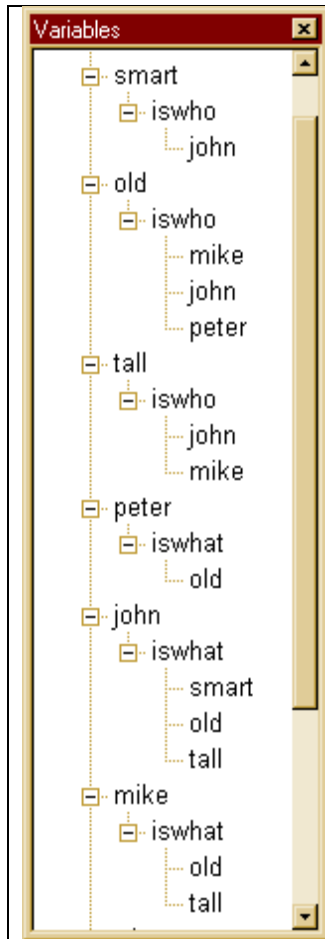 Variables
smart
iswho
john
old
iswho
mike
john
peter
tall
iswho
john
mike
peter
iswhat
old
john
iswhat
smart
old
tall
mike
iswhat
old
tall